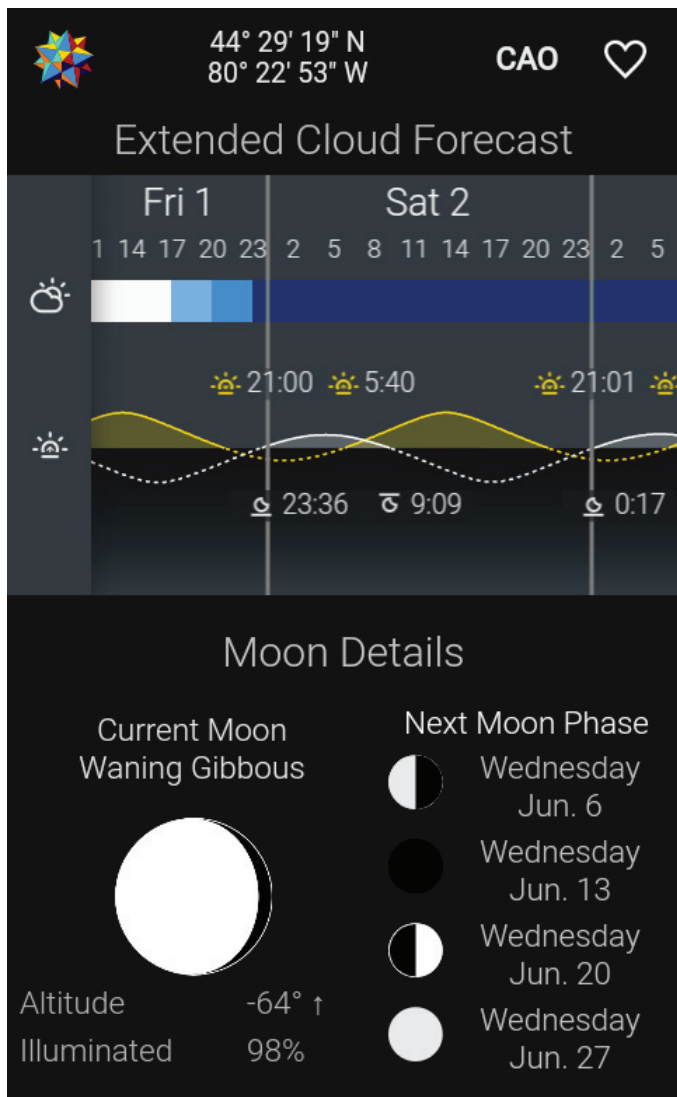 44° 29' 19" N
80° 22' 53" W
CAO
Extended Cloud Forecast
Fri 1 Sat 2
1 14 17 20 23 2 5 8 11 14 17 20 23 2 5
21:00 5:40 21:01
23:36 9:09 0:17
Moon Details
Current Moon
Waning Gibbous
Altitude -64° ↑
Illuminated 98%
Next Moon Phase
Wednesday
Jun. 6
Wednesday
Jun. 13
Wednesday
Jun. 20
Wednesday
Jun. 27